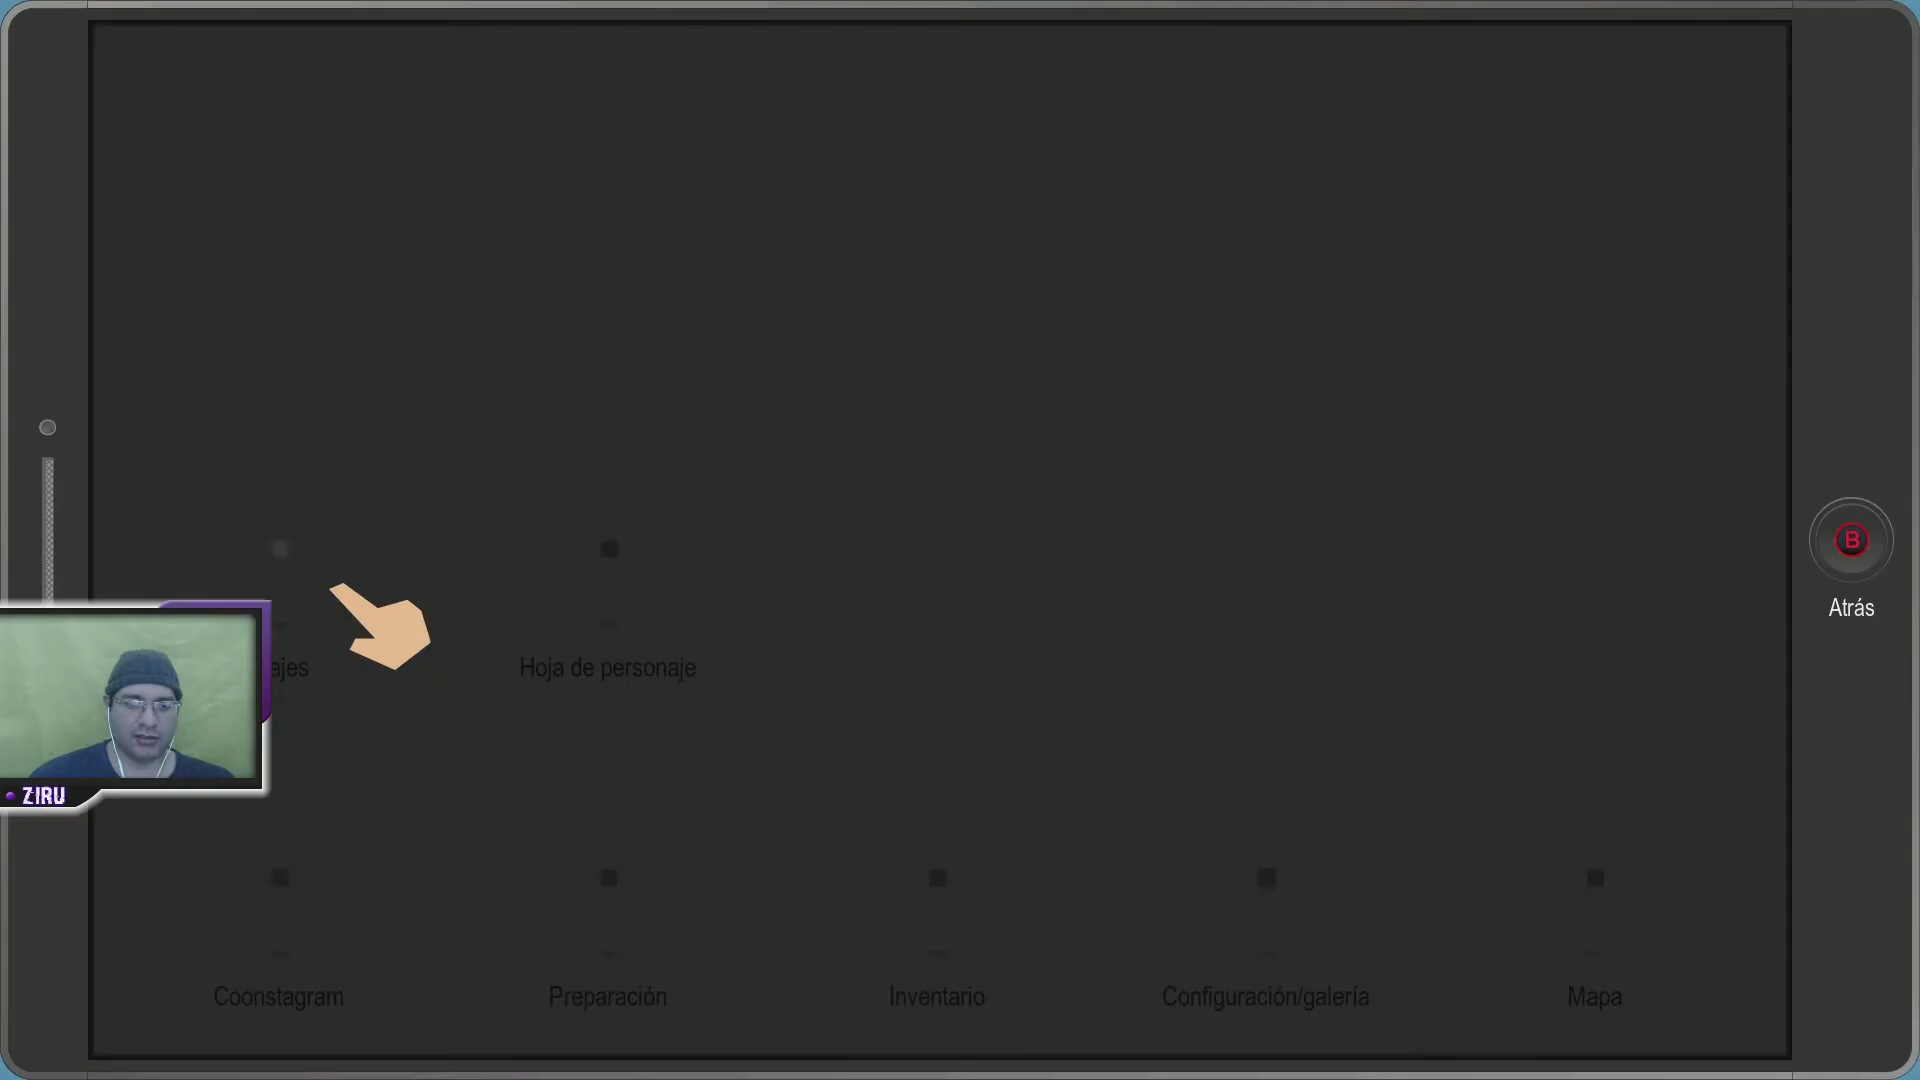 B
Atrás
ajes
Hoja de personaje
ZIRU
Coonstagram
Preparación
Inventario
Configuración/galería
Mapa